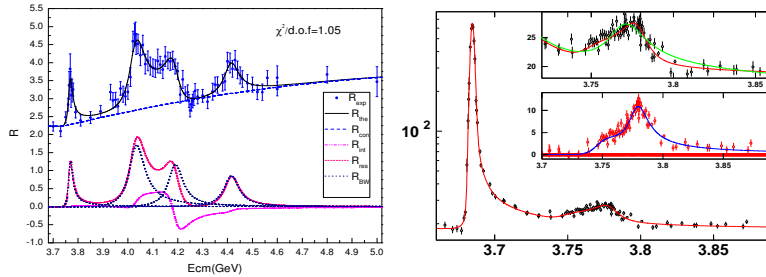 χ²/d.o.f=1.05
5.5
5.0
4.5
4.0
3.5
3.0
2.5
2.0
1.5
1.0
0.5
0.0
-0.5
-1.0
R
R_exp
R_the
R_con
R_int
R_res
R_BW
3.7 3.8 3.9 4.0 4.1 4.2 4.3 4.4 4.5 4.6 4.7 4.8 4.9 5.0
Ecm(GeV)
10²
3.7 3.75 3.8 3.85
26
24
22
20
18
3.75 3.8 3.85
10
5
0
3.7 3.75 3.8 3.85